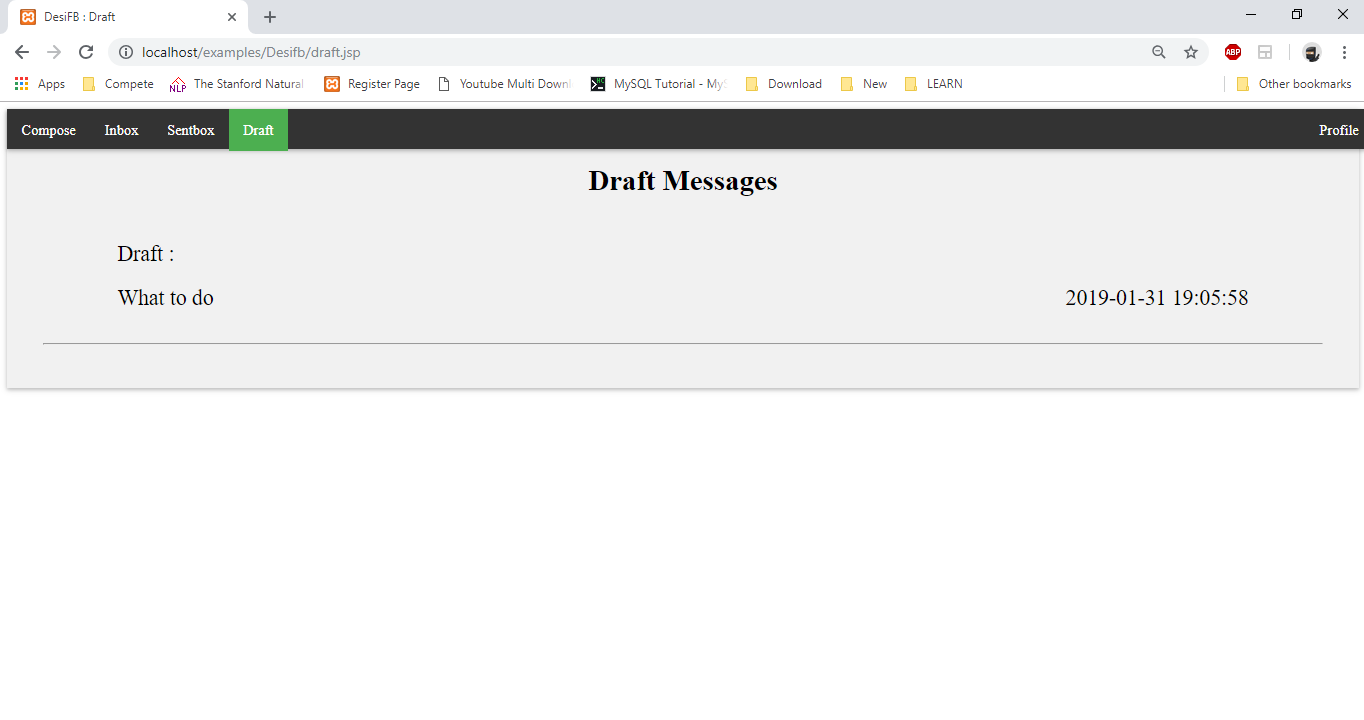 DesiFB : Draft
localhost/examples/Desifb/draft.jsp
ABP
Apps Compete NLP The Stanford Natural Register Page Youtube Multi Downl MySQL Tutorial - My Download New LEARN Other bookmarks
Compose Inbox Sentbox Draft Profile
Draft Messages
Draft :
What to do 2019-01-31 19:05:58